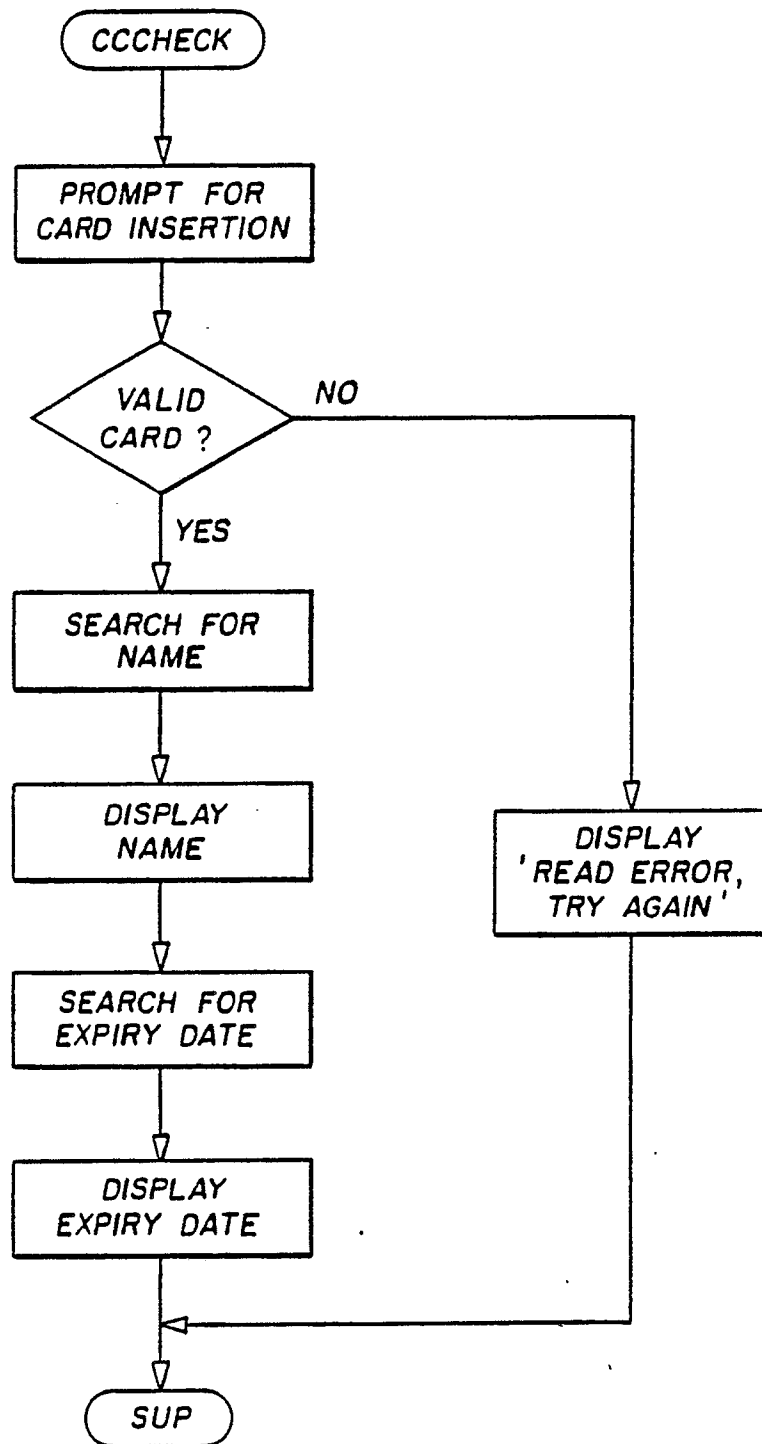 CCCHECK
PROMPT FOR
CARD INSERTION
VALID
CARD ?
NO
YES
SEARCH FOR
NAME
DISPLAY
NAME
DISPLAY
'READ ERROR,
TRY AGAIN'
SEARCH FOR
EXPIRY DATE
DISPLAY
EXPIRY DATE
SUP